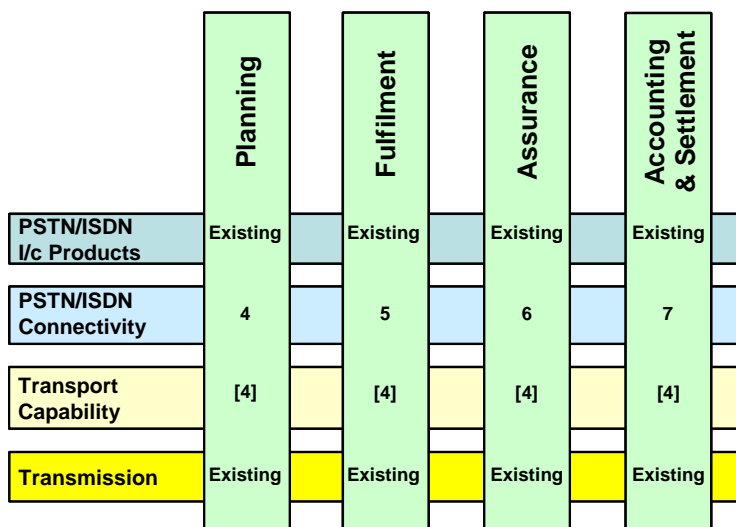 Planning
Fulfilment
Assurance
Accounting
& Settlement
PSTN/ISDN
I/c Products
Existing
Existing
Existing
Existing
PSTN/ISDN
Connectivity
4
5
6
7
Transport
Capability
[4]
[4]
[4]
[4]
Transmission
Existing
Existing
Existing
Existing